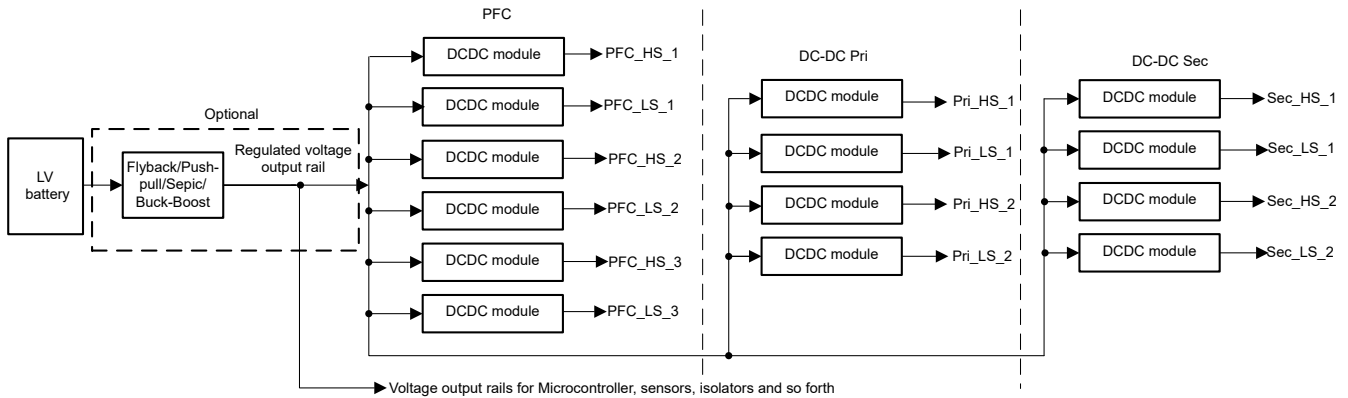 PFC
DCDC module
PFC_HS_1
DCDC module
PFC_LS_1
DCDC module
PFC_HS_2
DCDC module
PFC_LS_2
DCDC module
PFC_HS_3
DCDC module
PFC_LS_3
Optional
LV
battery
Flyback/Push-
pull/Sepic/
Buck-Boost
Regulated voltage
output rail
DC-DC Pri
DCDC module
Pri_HS_1
DCDC module
Pri_LS_1
DCDC module
Pri_HS_2
DCDC module
Pri_LS_2
DC-DC Sec
DCDC module
Sec_HS_1
DCDC module
Sec_LS_1
DCDC module
Sec_HS_2
DCDC module
Sec_LS_2
Voltage output rails for Microcontroller, sensors, isolators and so forth